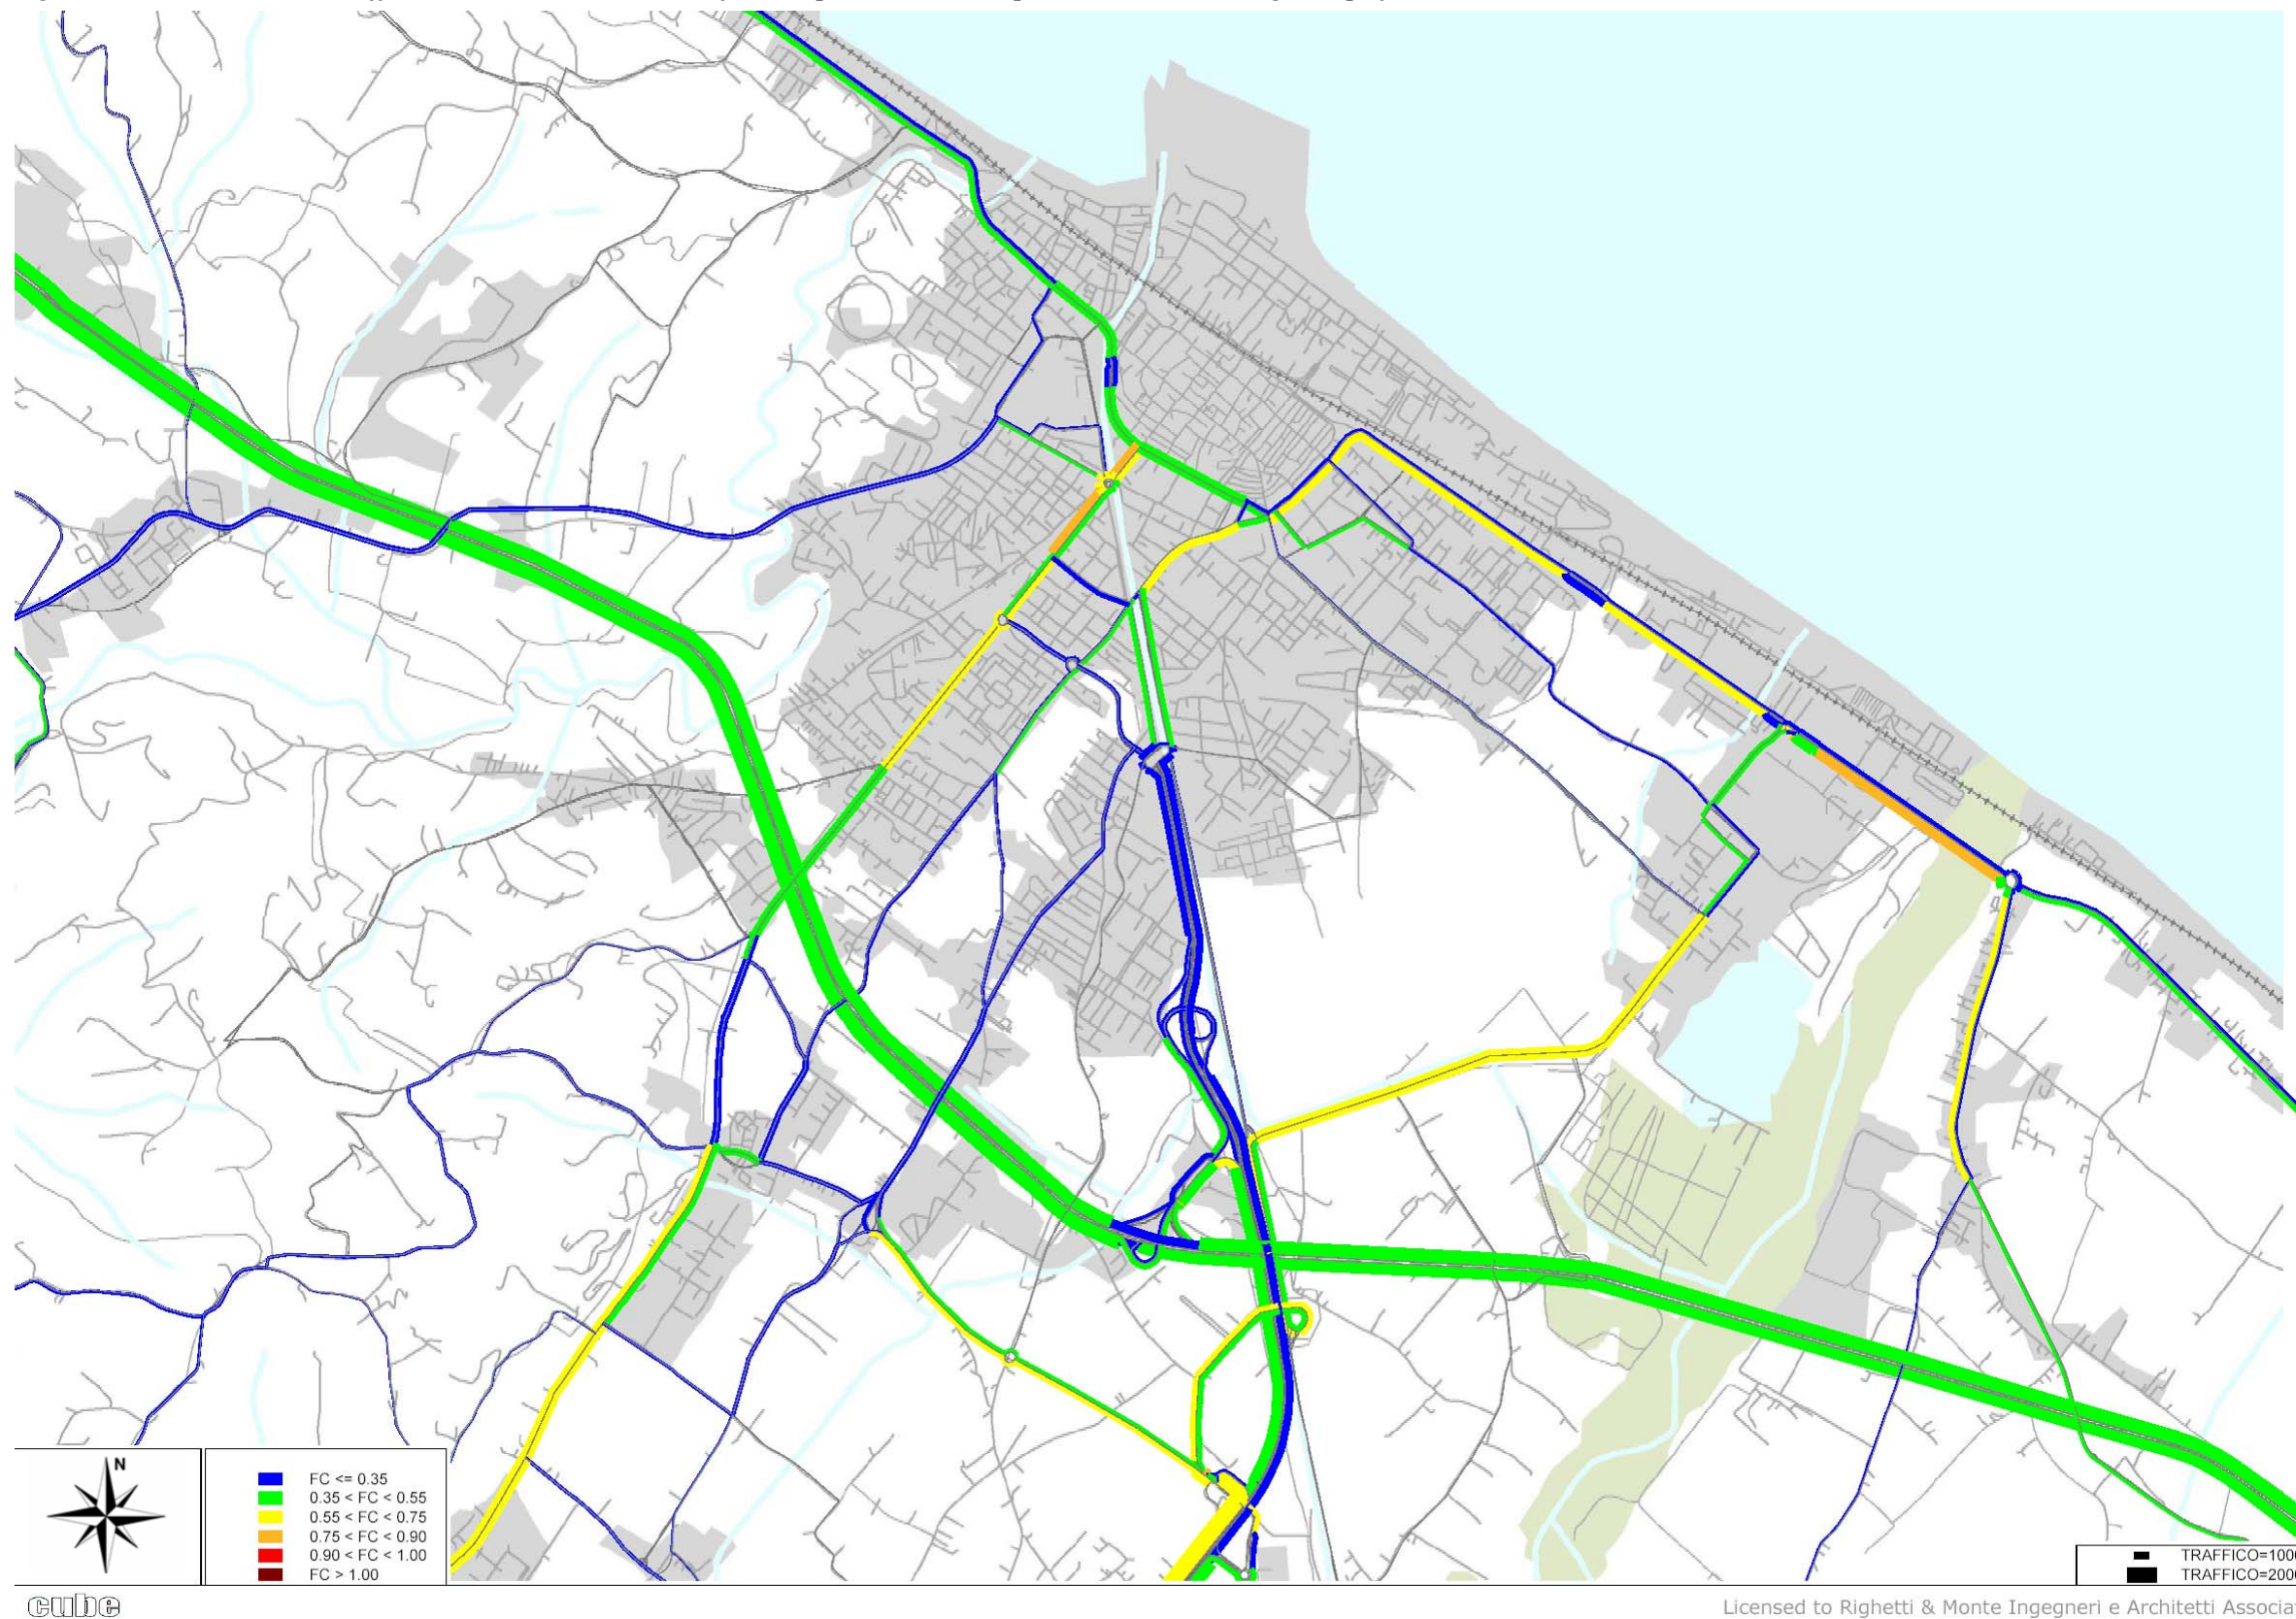 N
FC <= 0.35
0.35 < FC < 0.55
0.55 < FC < 0.75
0.75 < FC < 0.90
0.90 < FC < 1.00
FC > 1.00
TRAFFICO=100
TRAFFICO=200
cube
Licensed to Righetti & Monte Ingegneri e Architetti Associa